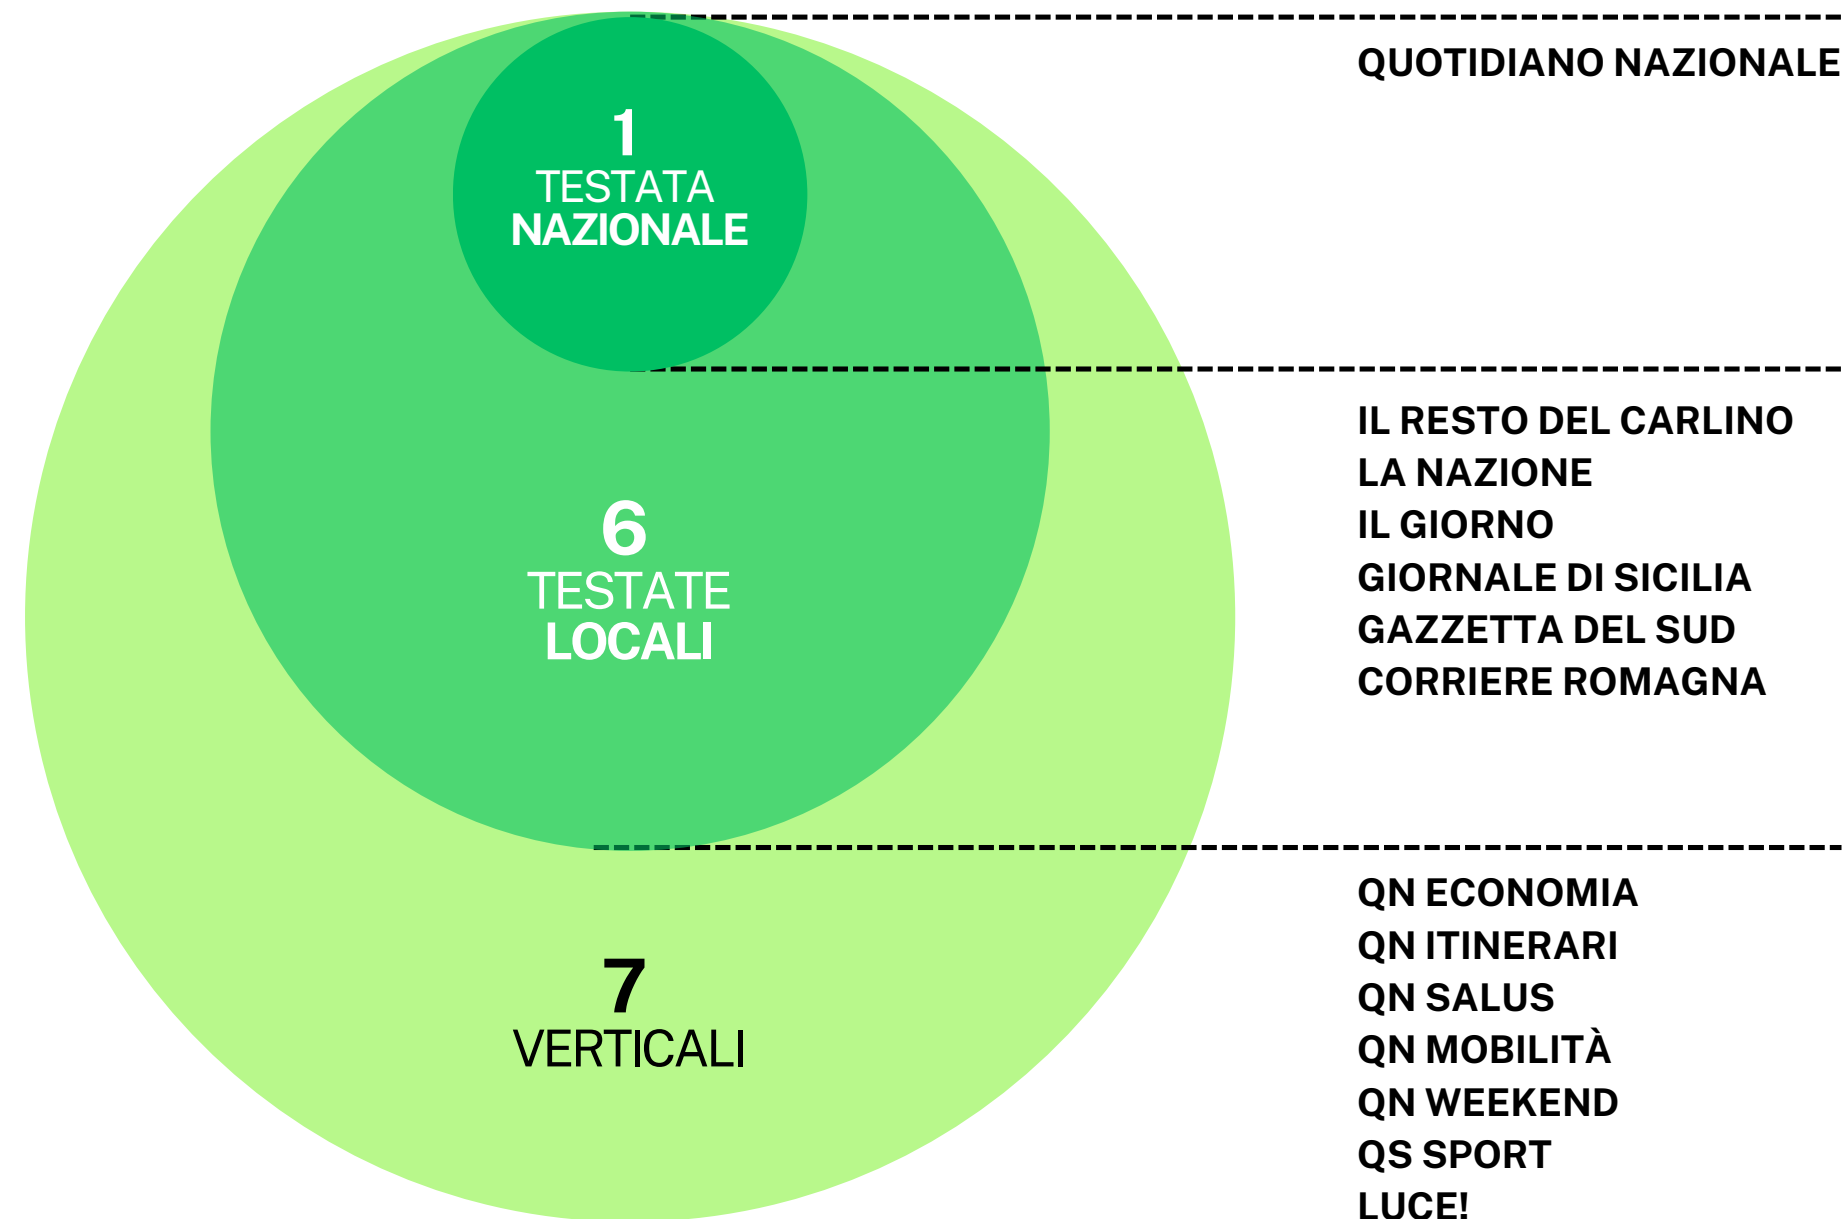 QUOTIDIANO NAZIONALE
1
TESTATA
NAZIONALE
IL RESTO DEL CARLINO
LA NAZIONE
IL GIORNO
GIORNALE DI SICILIA
GAZZETTA DEL SUD
CORRIERE ROMAGNA
6
TESTATE
LOCALI
QN ECONOMIA
QN ITINERARI
QN SALUS
QN MOBILITÀ
QN WEEKEND
QS SPORT
LUCE!
7
VERTICALI